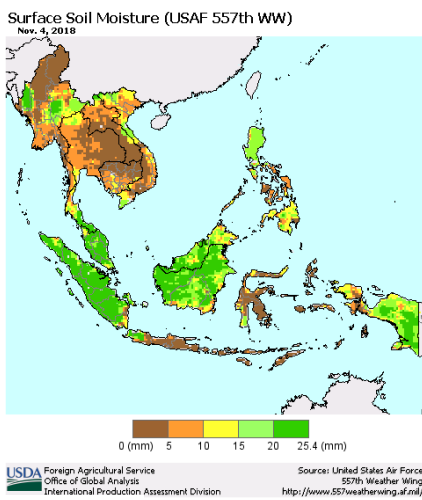 Surface Soil Moisture (USAF 557th WW)
Nov. 4, 2018
0 (mm) 5 10 15 20 25.4 (mm)
USDA Foreign Agricultural Service
Office of Global Analysis
International Production Assessment Division
Source: United States Air Force
557th Weather Wing
http://www.557weatherwing.af.mil/